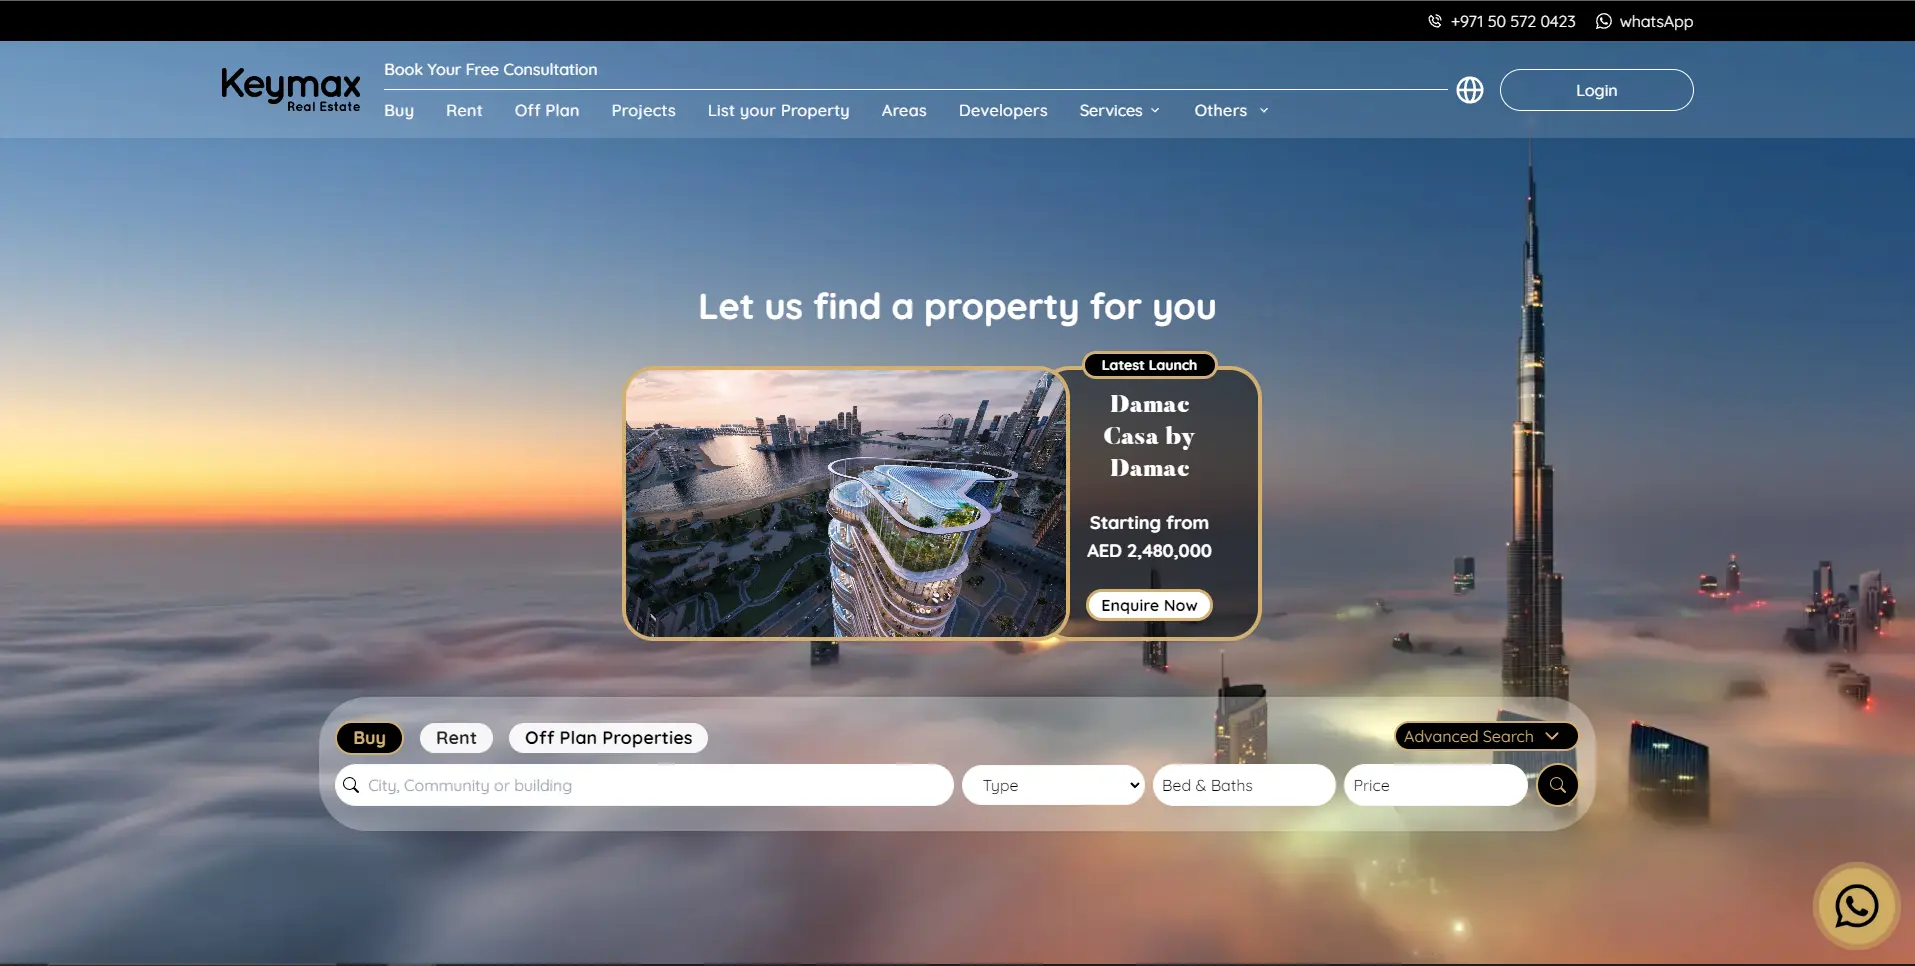 +971 50 572 0423 whatsApp
Keymax
Real Estate
Book Your Free Consultation
Buy Rent Off Plan Projects List your Property Areas Developers Services Others
Login
Let us find a property for you
Latest Launch
Damac
Casa by
Damac
Starting from
AED 2,480,000
Enquire Now
Buy Rent Off Plan Properties Advanced Search
City, Community or building Type Bed & Baths Price